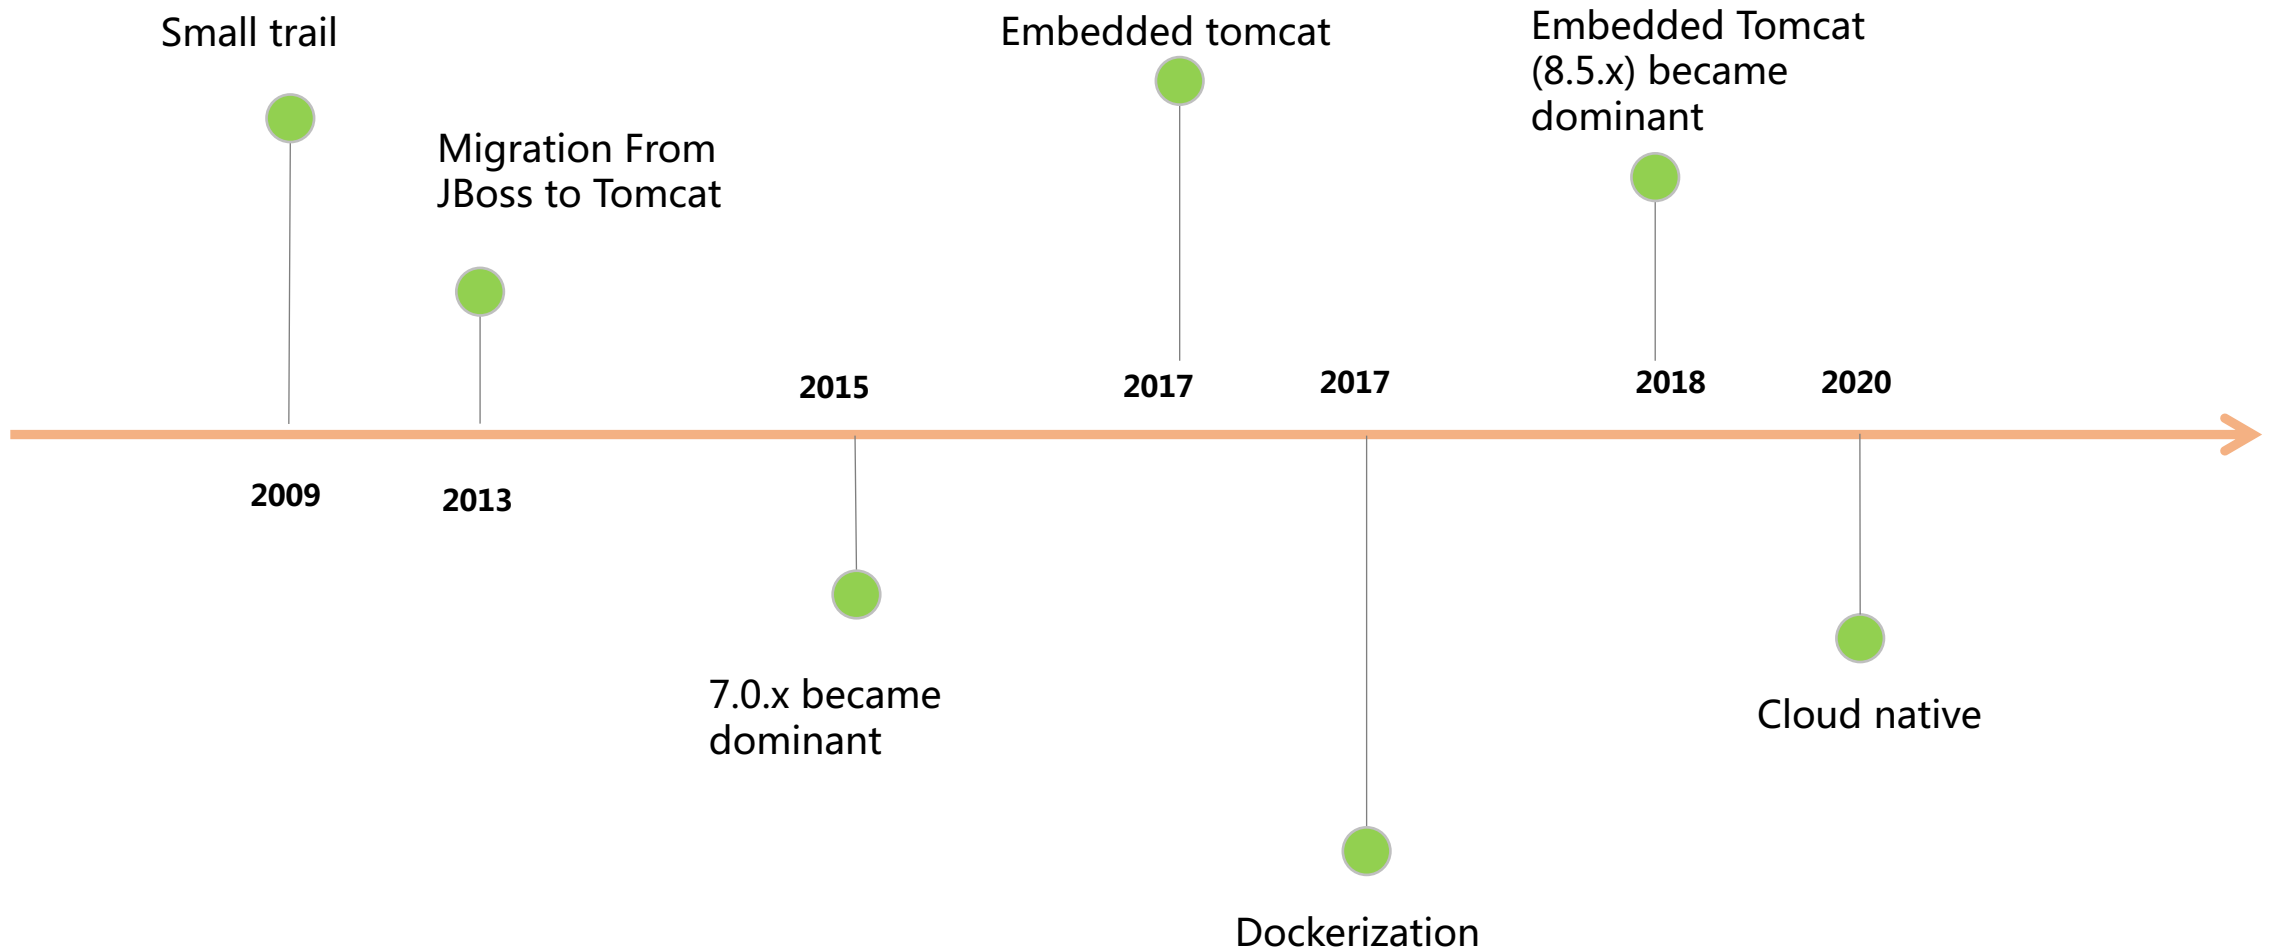 Small trail
Embedded tomcat
Embedded Tomcat
(8.5.x) became
dominant
Migration From
JBoss to Tomcat
2015
2017
2017
2018
2020
2009
2013
7.0.x became
dominant
Cloud native
Dockerization